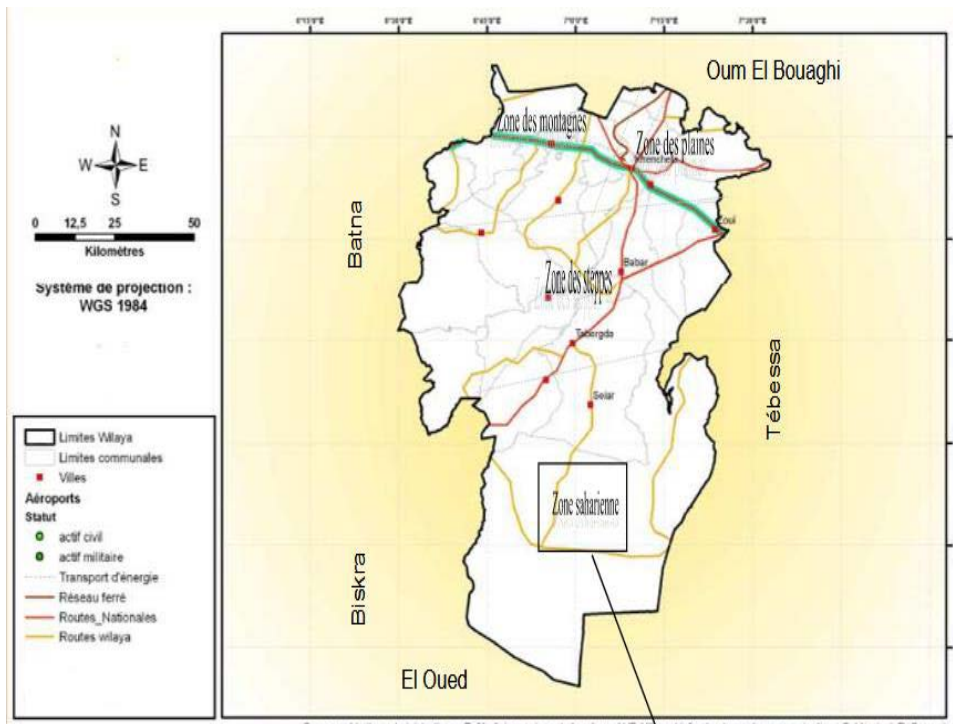 Oum El Bouaghi
Zone des montagnes
Zone des plaines
N
W E
S
0 12,5 25 50
Kilomètres
Système de projection :
WGS 1984
Batna
Zoui
Babar
Zone des steppes
Taberdga
Tébessa
Selar
Limites Wilaya
Limites communales
Villes
Aéroports
Statut
actif civil
actif militaire
Transport d'énergie
Réseau ferré
Routes_Nationales
Routes wilaya
Zone saharienne
Biskra
El Oued